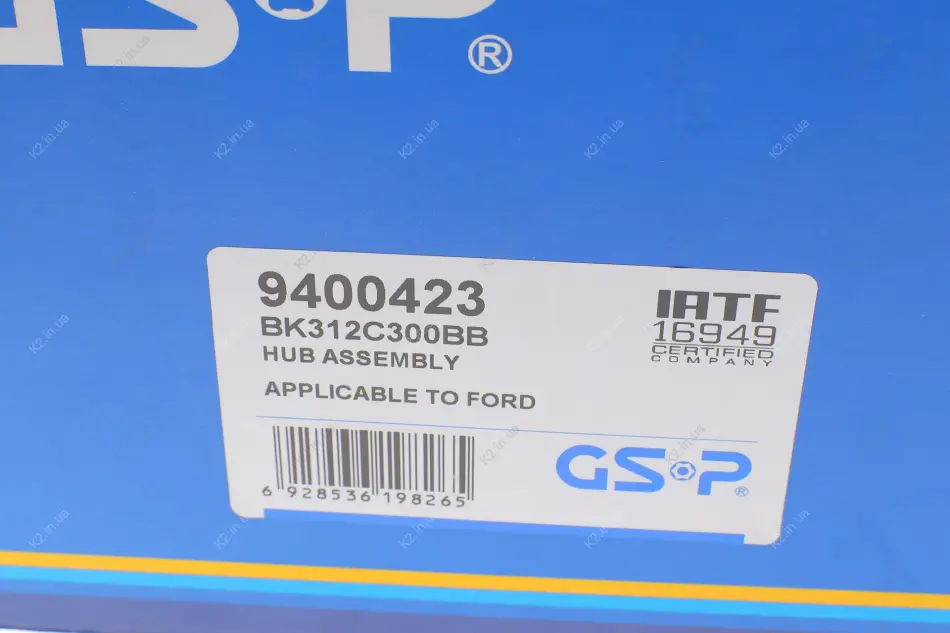 GSP®
9400423
BK312C300BB
HUB ASSEMBLY
APPLICABLE TO FORD
IATF
16949
CERTIFIED
COMPANY
6 928536 198265
GSP®
K2.in.ua